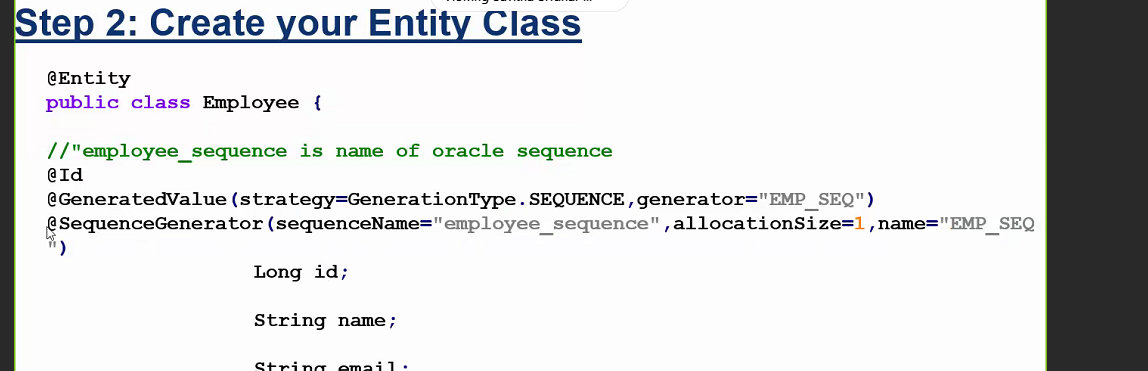 Step 2: Create your Entity Class
@Entity
public class Employee {
//"employee_sequence is name of oracle sequence
@Id
@GeneratedValue(strategy=GenerationType.SEQUENCE,generator="EMP_SEQ")
@SequenceGenerator(sequenceName="employee_sequence",allocationSize=1,name="EMP_SEQ
")
Long id;
String name;
String email;